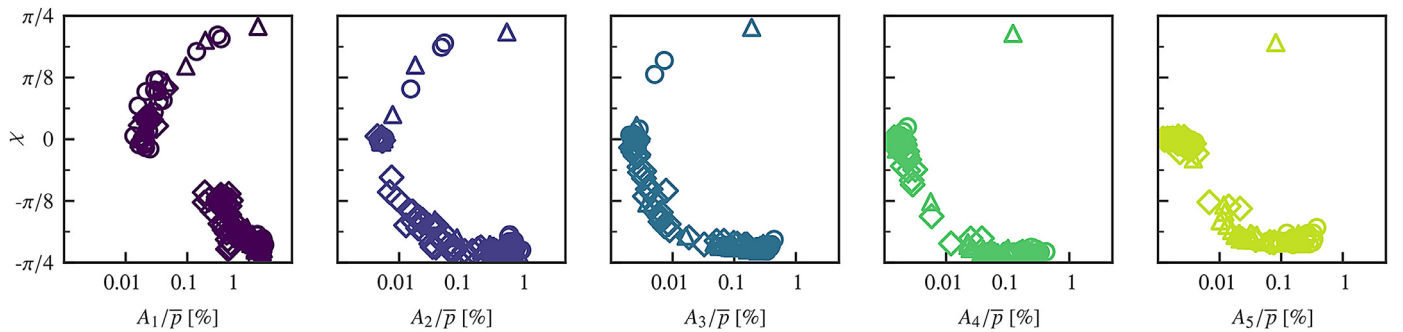 π/4
π/8
χ 0
-π/8
-π/4
0.01 0.1 1 0.01 0.1 1 0.01 0.1 1 0.01 0.1 1 0.01 0.1 1
A₁/p̅ [%] A₂/p̅ [%] A₃/p̅ [%] A₄/p̅ [%] A₅/p̅ [%]